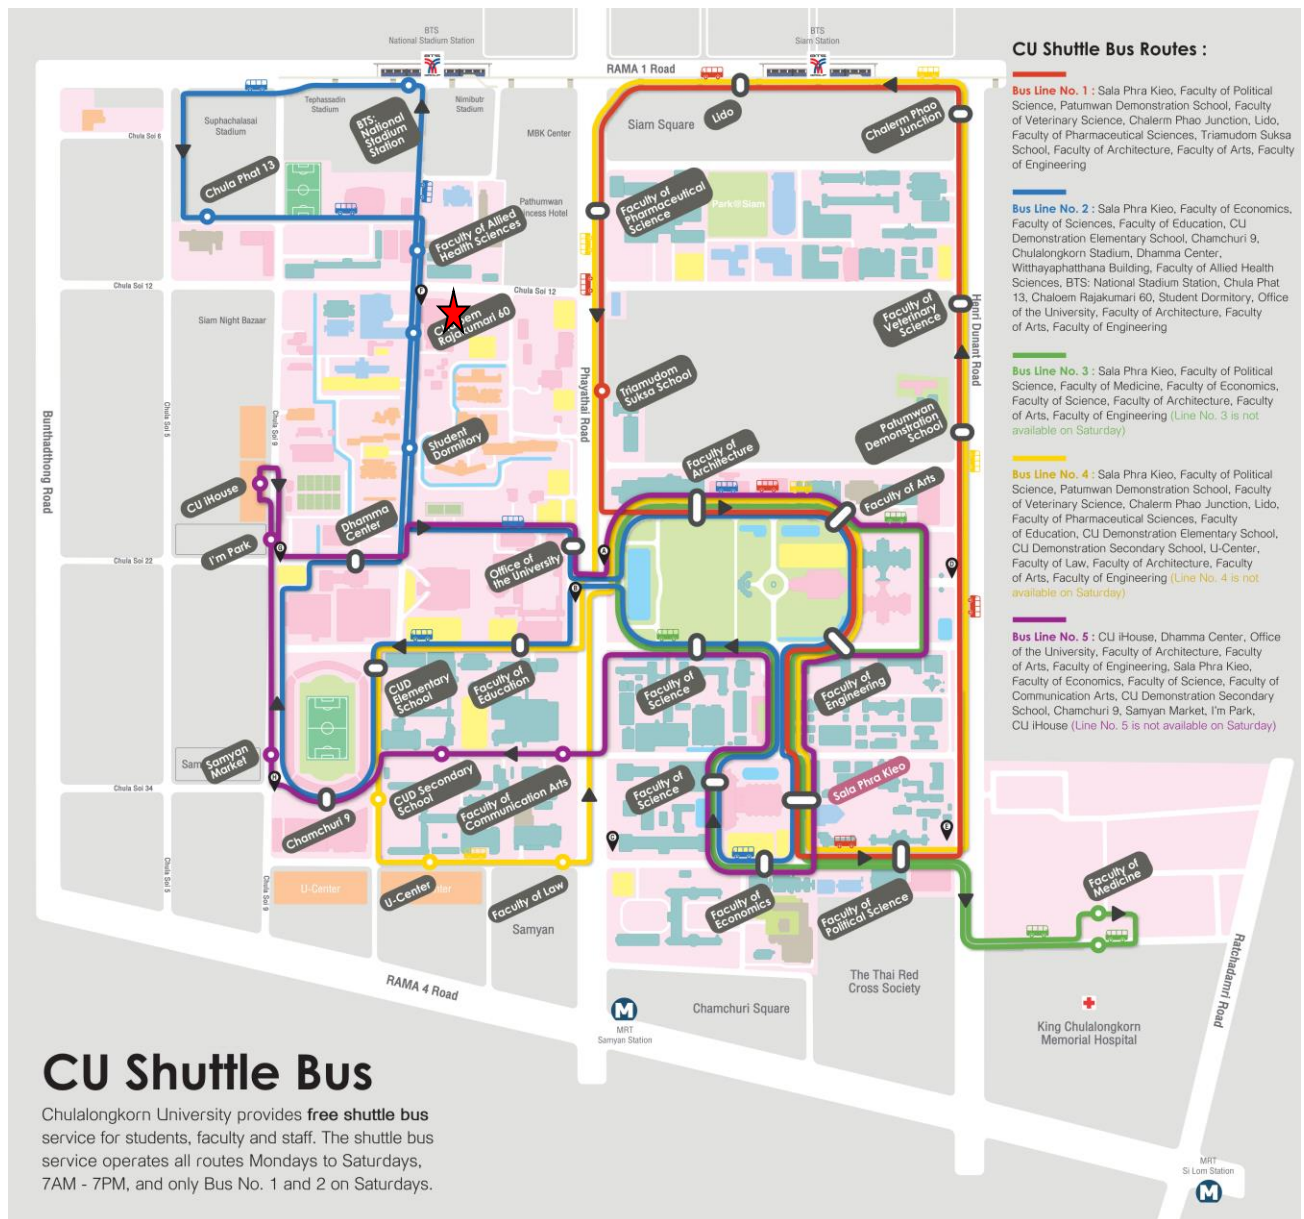 BTS
National Stadium Station
BTS
Siam Station
RAMA 1 Road
Tephassadin
Stadium
Nimibutr
Stadium
Suphachalasai
Stadium
BTS:
National
Stadium
Station
MBK Center
Siam Square
Lido
Chalerm Phao
Junction
Chula Soi 6
Chula Phat 13
Pathumwan
Princess Hotel
Faculty of
Pharmaceutical
Science
Park@Siam
Faculty of Allied
Health Sciences
Chula Soi 12
Chula Soi 12
F
Siam Night Bazaar
Rajakumari 60
Faculty of
Veterinary
Science
Henri Dunant Road
Phayathai Road
Triamudom
Suksa School
Patumwan
Demonstration
School
Bunthadthong Road
Chula Soi 5
Chula Soi 9
Student
Dormitory
Faculty of
Architecture
Faculty of Arts
CU iHouse
I'm Park
Dhamma
Center
Office of
the University
G
A
B
D
Chula Soi 22
CUD
Elementary
School
Faculty of
Education
Faculty of
Science
Faculty of
Engineering
Sam
Samyan
Market
H
Chula Soi 34
Chamchuri 9
CUD Secondary
School
Faculty of
Communication Arts
Faculty of
Science
Sala Phra Kieo
C
E
Chula Soi 5
Chula Soi 9
U-Center
U-Center
Faculty of Law
Samyan
Faculty of
Economics
Faculty of
Political Science
Faculty of
Medicine
RAMA 4 Road
The Thai Red
Cross Society
Chamchuri Square
M
MRT
Samyan Station
King Chulalongkorn
Memorial Hospital
Ratchadamri Road
MRT
Si Lom Station
M
CU Shuttle Bus Routes :
Bus Line No. 1 : Sala Phra Kieo, Faculty of Political
Science, Patumwan Demonstration School, Faculty
of Veterinary Science, Chalerm Phao Junction, Lido,
Faculty of Pharmaceutical Sciences, Triamudom Suksa
School, Faculty of Architecture, Faculty of Arts, Faculty
of Engineering
Bus Line No. 2 : Sala Phra Kieo, Faculty of Economics,
Faculty of Sciences, Faculty of Education, CU
Demonstration Elementary School, Chamchuri 9,
Chulalongkorn Stadium, Dhamma Center,
Witthayaphatthana Building, Faculty of Allied Health
Sciences, BTS: National Stadium Station, Chula Phat
13, Chaloem Rajakumari 60, Student Dormitory, Office
of the University, Faculty of Architecture, Faculty
of Arts, Faculty of Engineering
Bus Line No. 3 : Sala Phra Kieo, Faculty of Political
Science, Faculty of Medicine, Faculty of Economics,
Faculty of Science, Faculty of Architecture, Faculty
of Arts, Faculty of Engineering (Line No. 3 is not
available on Saturday)
Bus Line No. 4 : Sala Phra Kieo, Faculty of Political
Science, Patumwan Demonstration School, Faculty
of Veterinary Science, Chalerm Phao Junction, Lido,
Faculty of Pharmaceutical Sciences, Faculty
of Education, CU Demonstration Elementary School,
CU Demonstration Secondary School, U-Center,
Faculty of Law, Faculty of Architecture, Faculty
of Arts, Faculty of Engineering (Line No. 4 is not
available on Saturday)
Bus Line No. 5 : CU iHouse, Dhamma Center, Office
of the University, Faculty of Architecture, Faculty
of Arts, Faculty of Engineering, Sala Phra Kieo,
Faculty of Economics, Faculty of Science, Faculty of
Communication Arts, CU Demonstration Secondary
School, Chamchuri 9, Samyan Market, I'm Park,
CU iHouse (Line No. 5 is not available on Saturday)
CU Shuttle Bus
Chulalongkorn University provides free shuttle bus
service for students, faculty and staff. The shuttle bus
service operates all routes Mondays to Saturdays,
7AM - 7PM, and only Bus No. 1 and 2 on Saturdays.